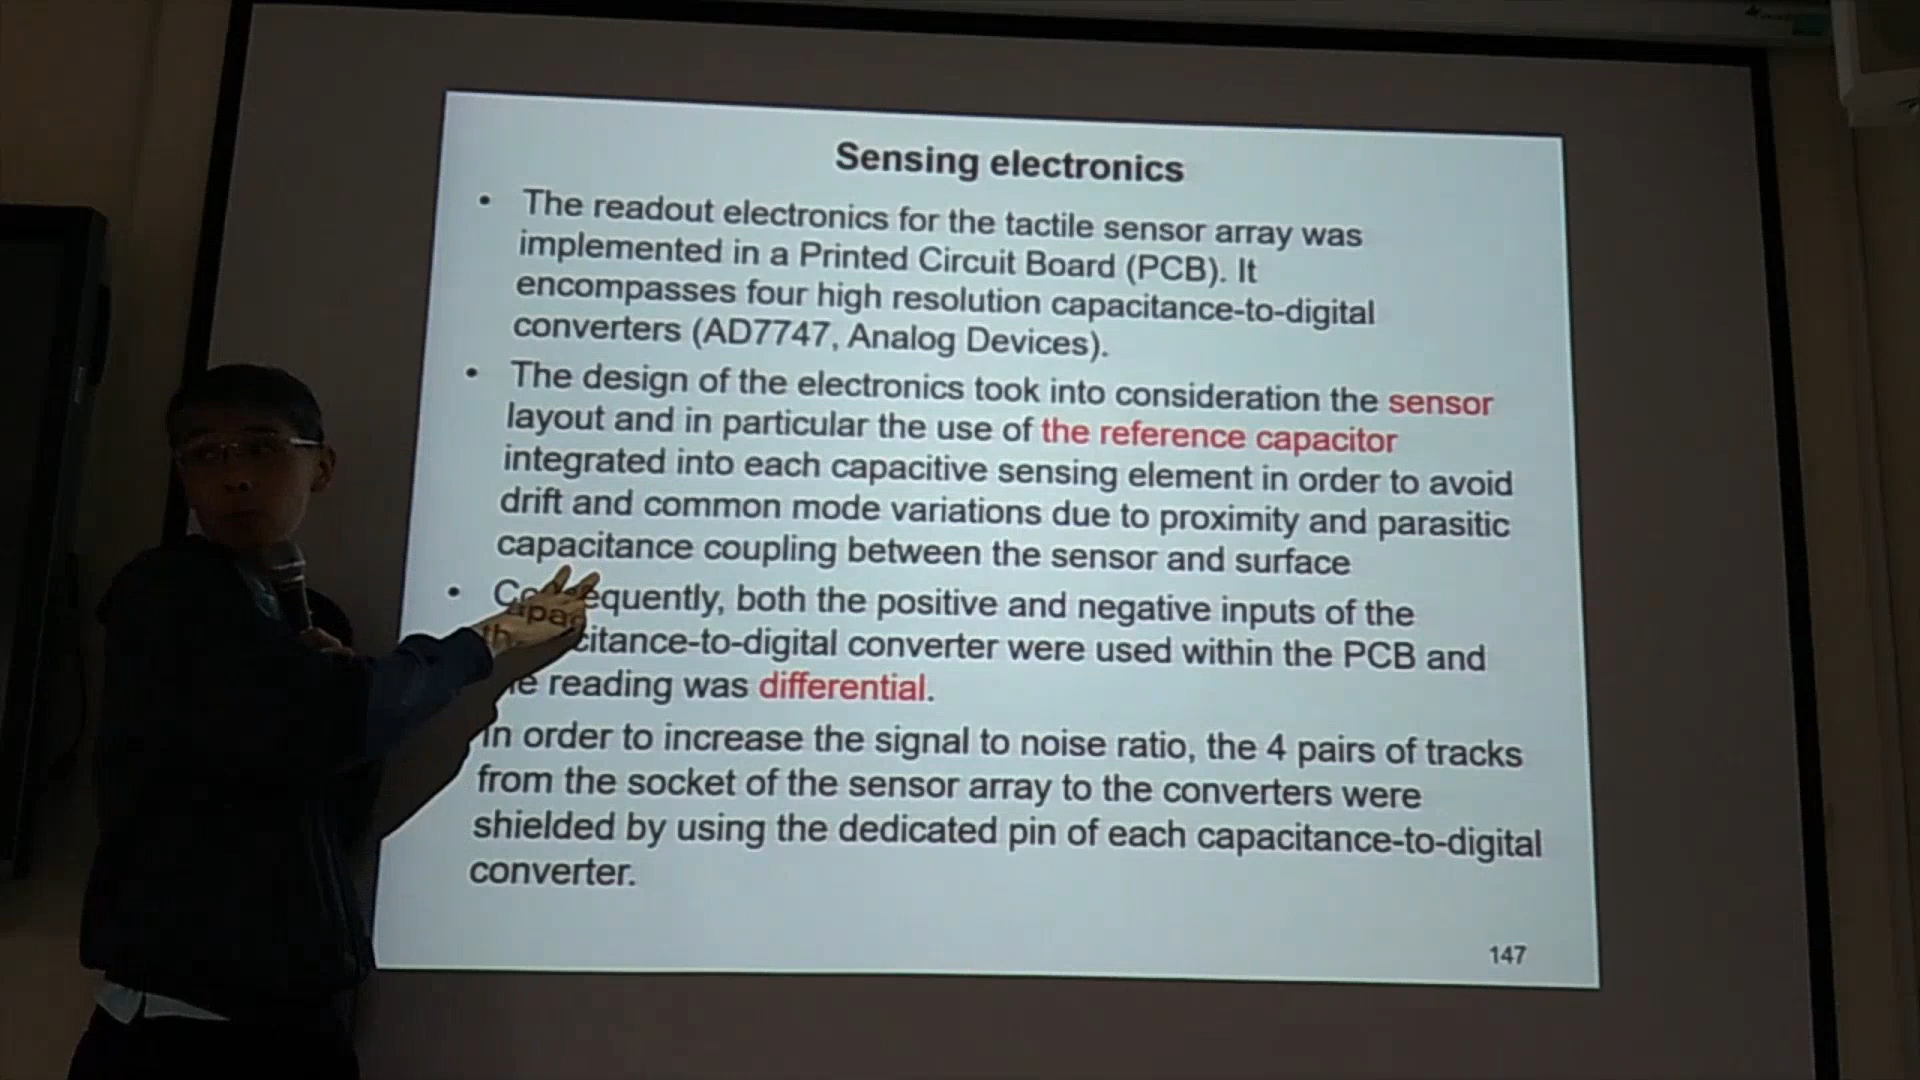 Sensing electronics
• The readout electronics for the tactile sensor array was
implemented in a Printed Circuit Board (PCB). It
encompasses four high resolution capacitance-to-digital
converters (AD7747, Analog Devices).
• The design of the electronics took into consideration the sensor
layout and in particular the use of the reference capacitor
integrated into each capacitive sensing element in order to avoid
drift and common mode variations due to proximity and parasitic
capacitance coupling between the sensor and surface
• Consequently, both the positive and negative inputs of the
capacitance-to-digital converter were used within the PCB and
the reading was differential.
In order to increase the signal to noise ratio, the 4 pairs of tracks
from the socket of the sensor array to the converters were
shielded by using the dedicated pin of each capacitance-to-digital
converter.
147